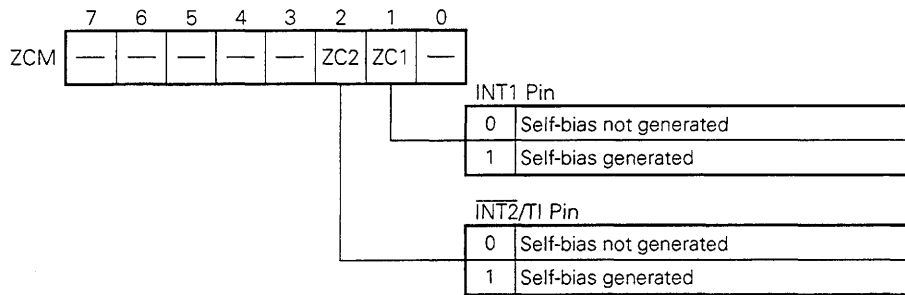 7 6 5 4 3 2 1 0
ZCM — — — — — ZC2 ZC1 —
INT1 Pin
0 Self-bias not generated
1 Self-bias generated
I̅N̅T̅2̅/TI Pin
0 Self-bias not generated
1 Self-bias generated